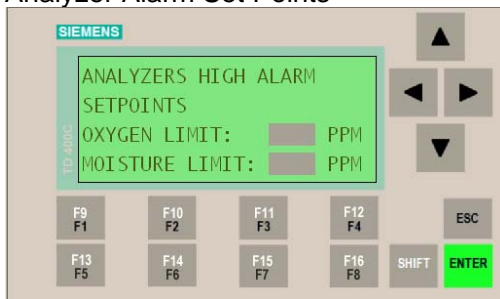 Analyzer Alarm Set Points
SIEMENS
TD 400C
ANALYZERS HIGH ALARM
SETPOINTS
OXYGEN LIMIT: PPM
MOISTURE LIMIT: PPM
F9 F10 F11 F12
F1 F2 F3 F4
ESC
F13 F14 F15 F16
F5 F6 F7 F8
SHIFT ENTER